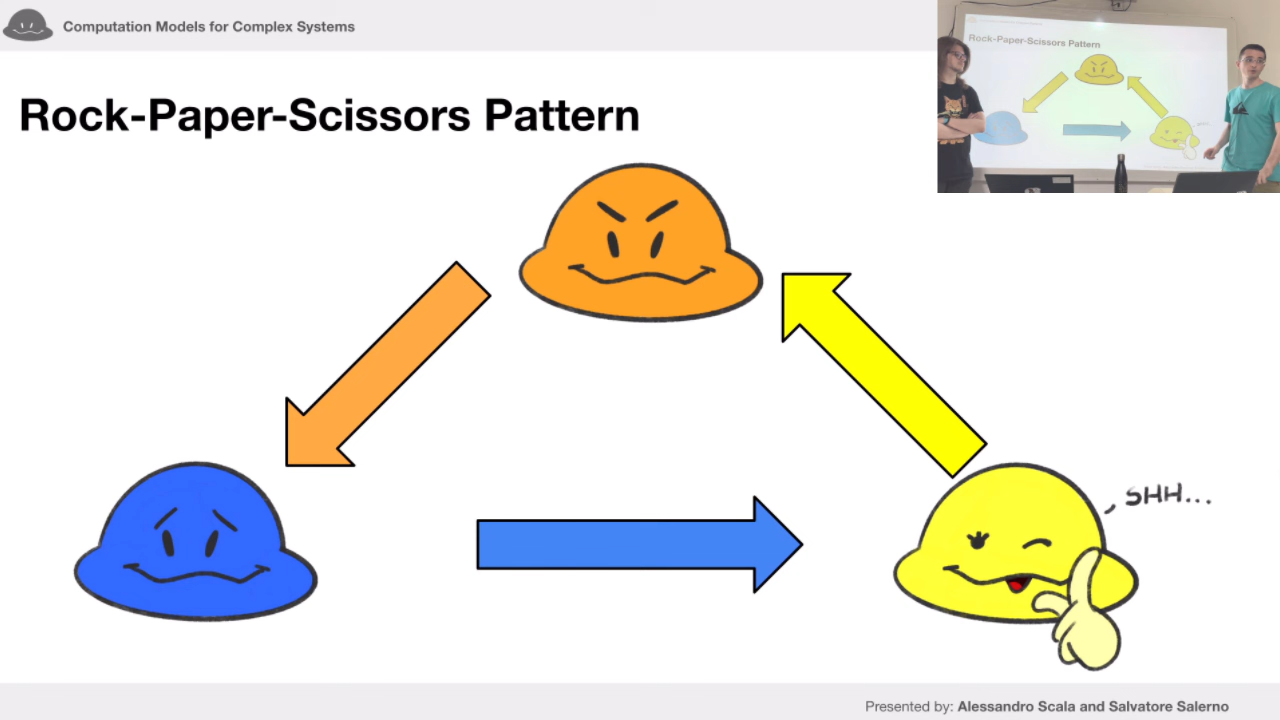 Computation Models for Complex Systems
Rock-Paper-Scissors Pattern
Rock-Paper-Scissors Pattern
, SHH...
Presented by: Alessandro Scala and Salvatore Salerno